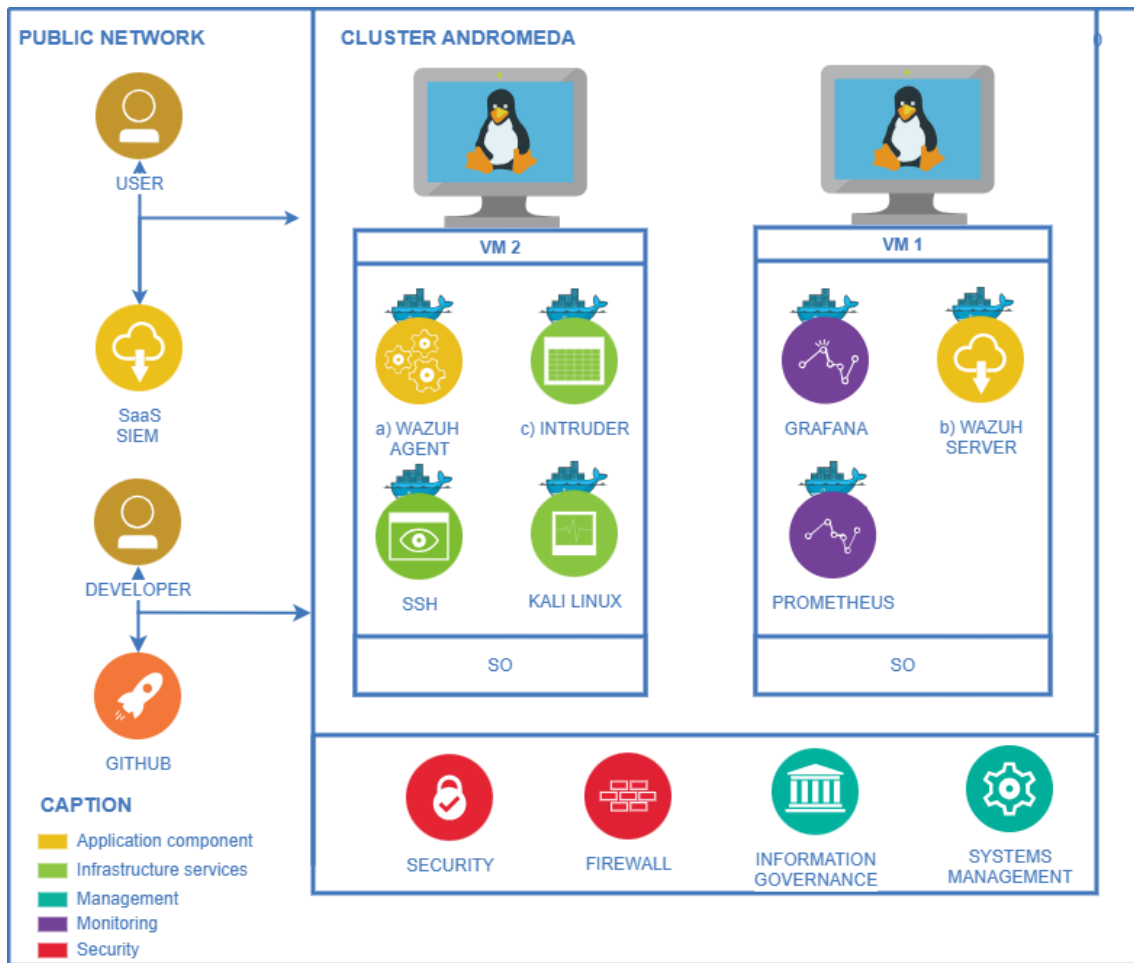 PUBLIC NETWORK
USER
SaaS
SIEM
DEVELOPER
GITHUB
CAPTION
Application component
Infrastructure services
Management
Monitoring
Security
CLUSTER ANDROMEDA
VM 2
a) WAZUH
AGENT
c) INTRUDER
SSH
KALI LINUX
SO
VM 1
GRAFANA
b) WAZUH
SERVER
PROMETHEUS
SO
SECURITY
FIREWALL
INFORMATION
GOVERNANCE
SYSTEMS
MANAGEMENT